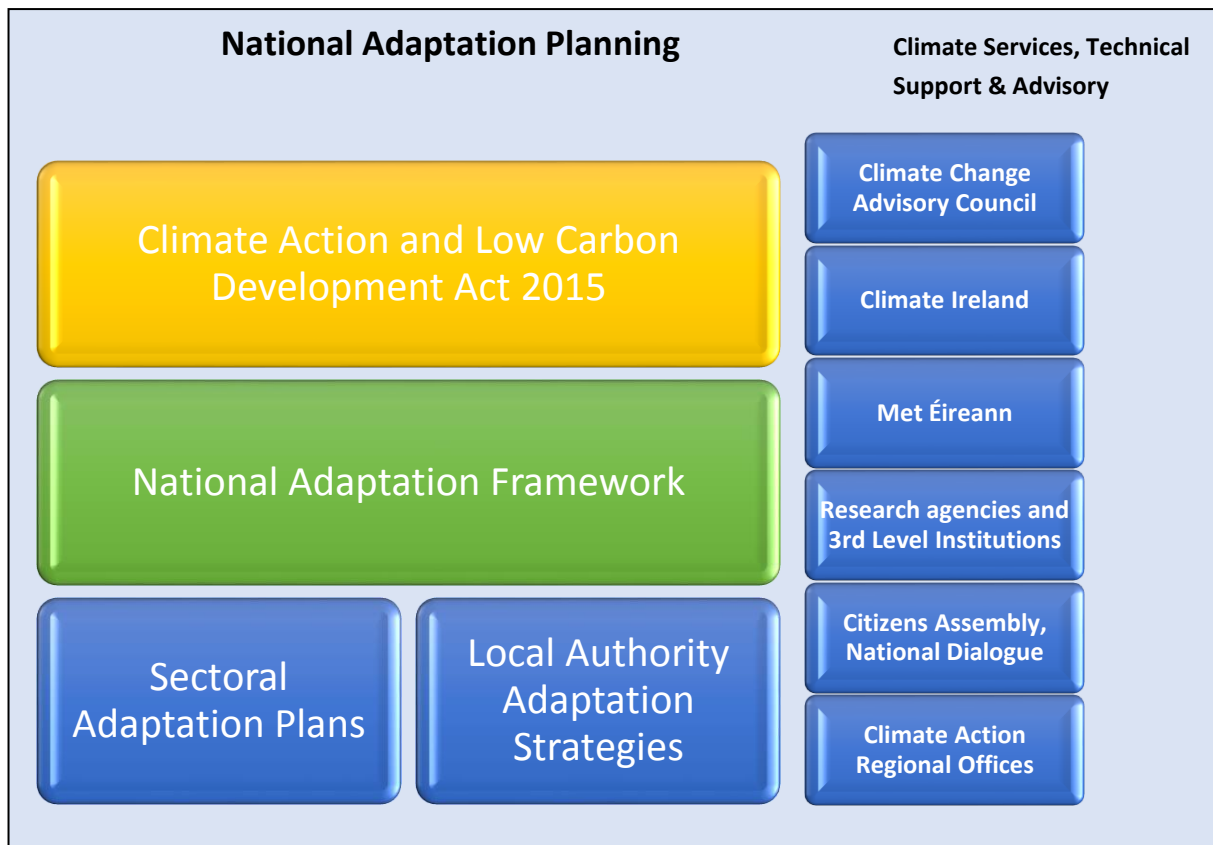 National Adaptation Planning
Climate Services, Technical
Support & Advisory
Climate Action and Low Carbon
Development Act 2015
National Adaptation Framework
Sectoral
Adaptation Plans
Local Authority
Adaptation
Strategies
Climate Change
Advisory Council
Climate Ireland
Met Éireann
Research agencies and
3rd Level Institutions
Citizens Assembly,
National Dialogue
Climate Action
Regional Offices